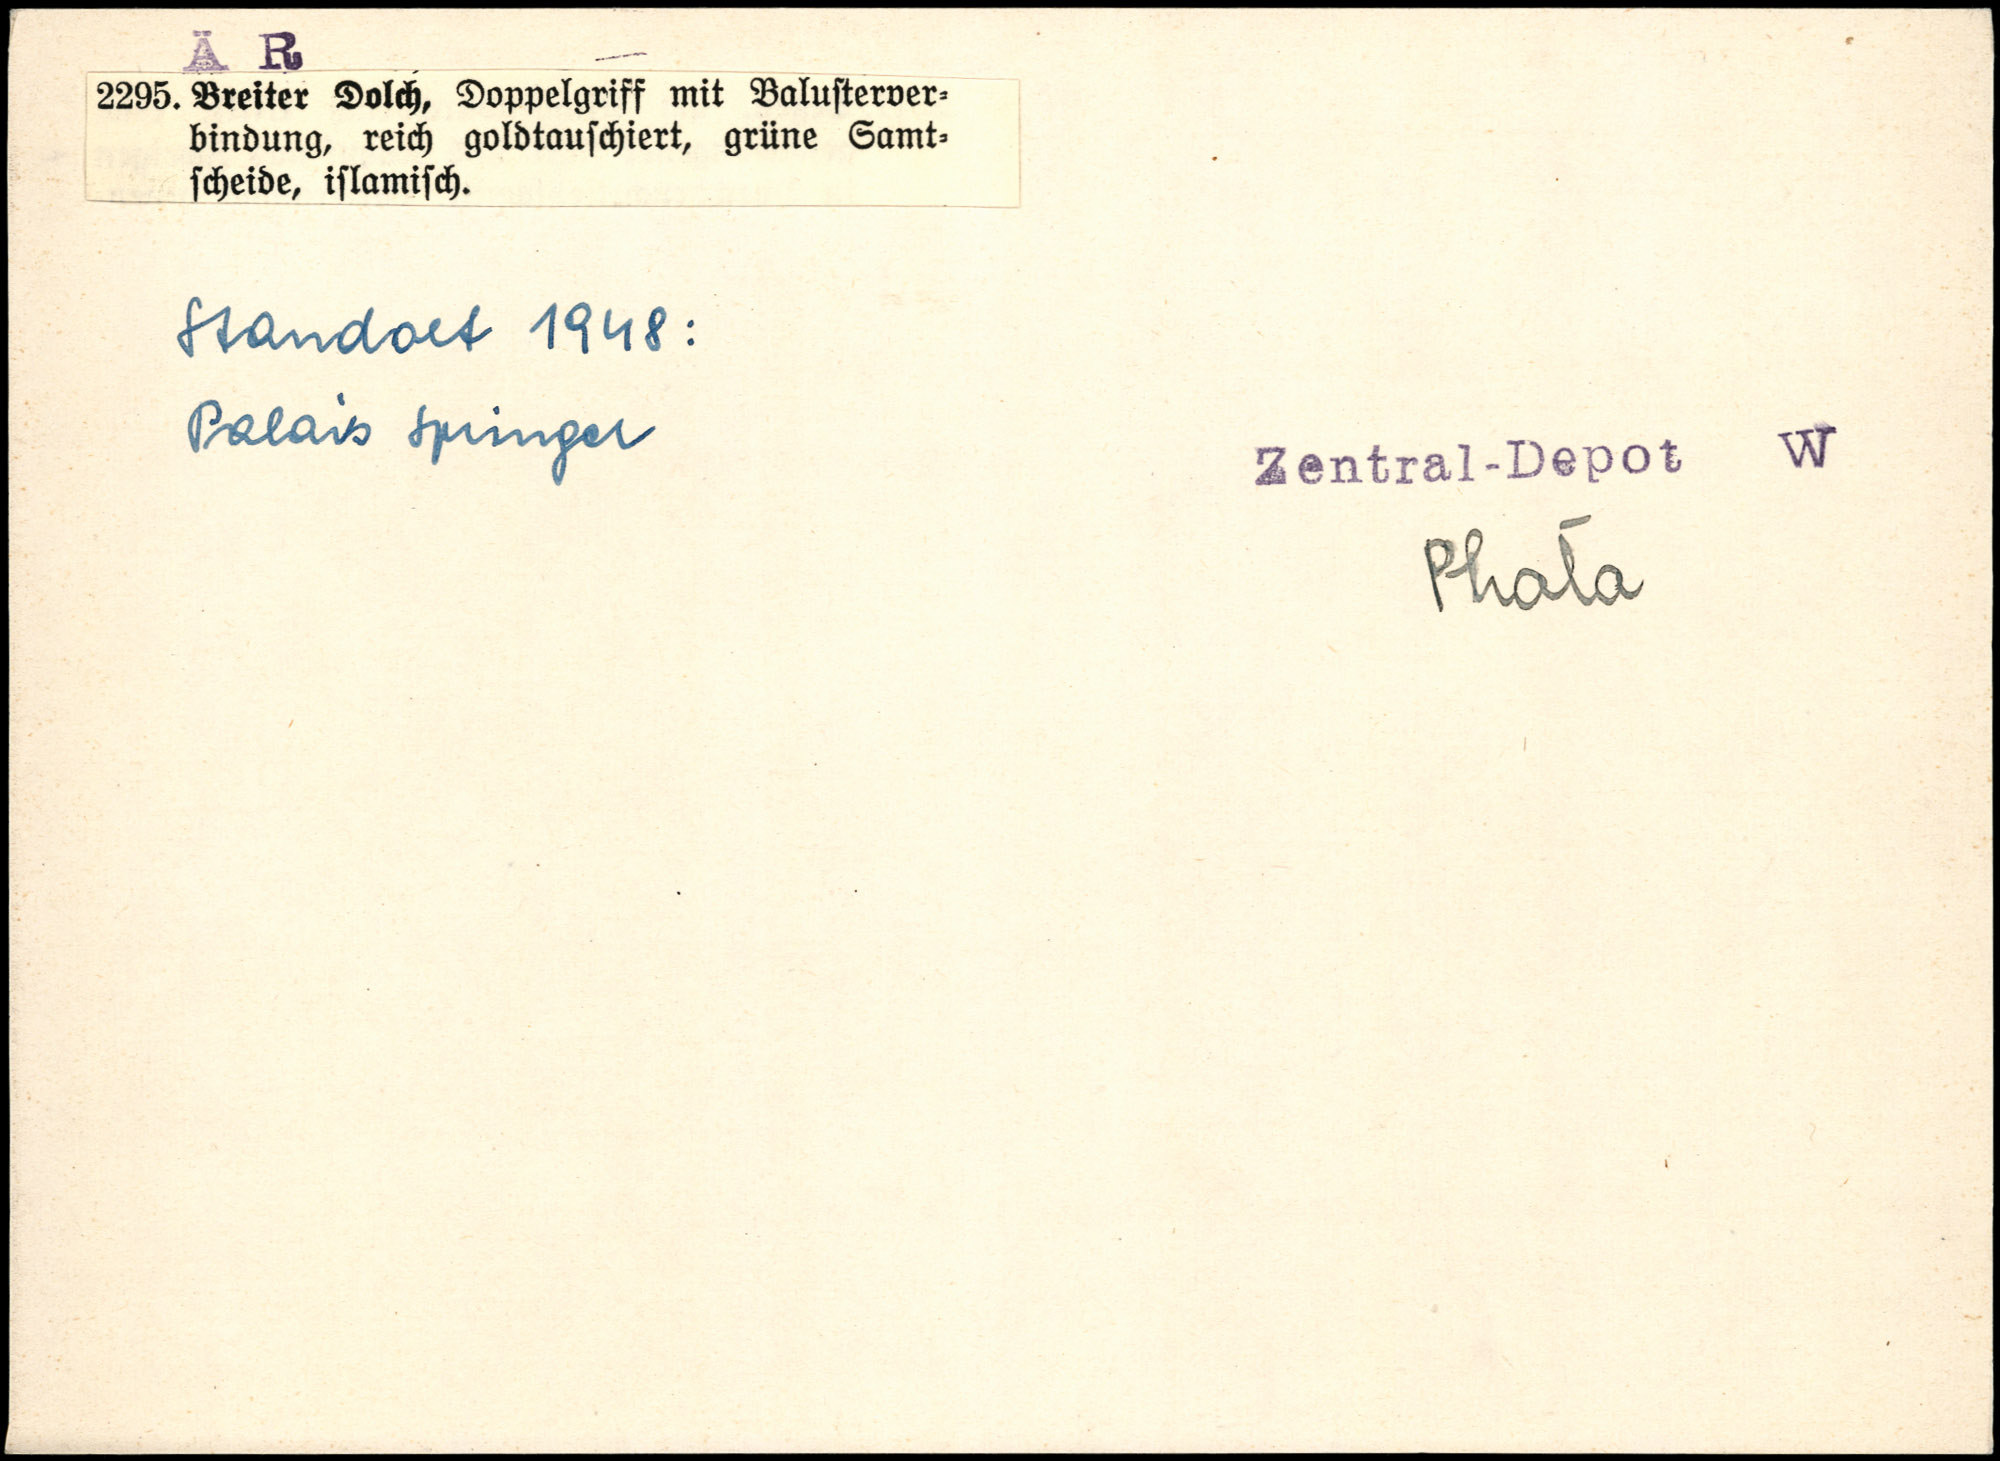 Ä R
2295. Breiter Dolch, Doppelgriff mit Balusterver-
bindung, reich goldtauschiert, grüne Samt-
scheide, islamisch.
Standort 1948:
Palais Springer
Zentral-Depot W
Phata